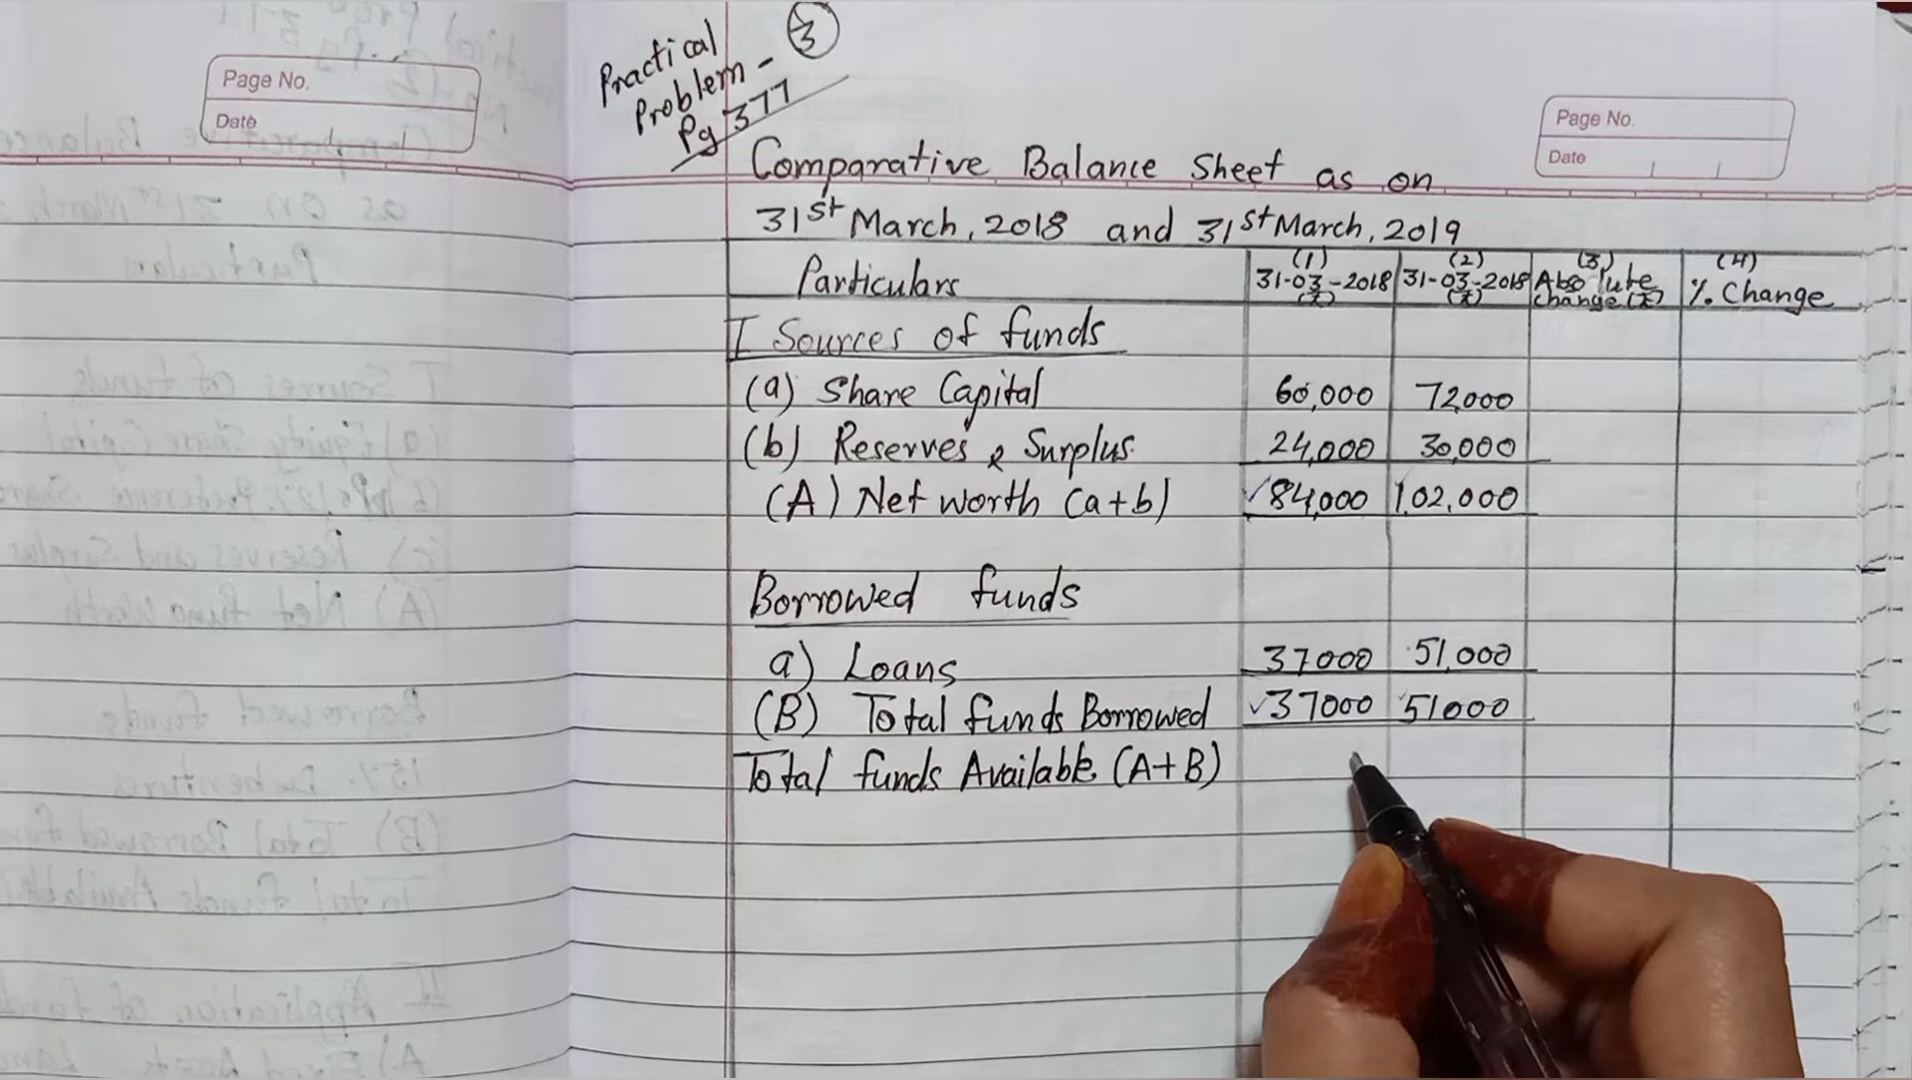 Practical
Problem - 3
Pg 377
Page No.
Date
Page No.
Date
Comparative Balance Sheet as on
31st March, 2018 and 31st March, 2019
Particulars (1) 31-03-2018 (₹) (2) 31-03-2018 (₹) (3) Absolute Change (₹) (4) % Change
I Sources of funds
(a) Share Capital 60,000 72,000
(b) Reserves & Surplus 24,000 30,000
(A) Net worth (a+b) ✓84,000 1,02,000
Borrowed funds
a) Loans 37000 51,000
(B) Total funds Borrowed ✓37000 51000
Total funds Available (A+B)